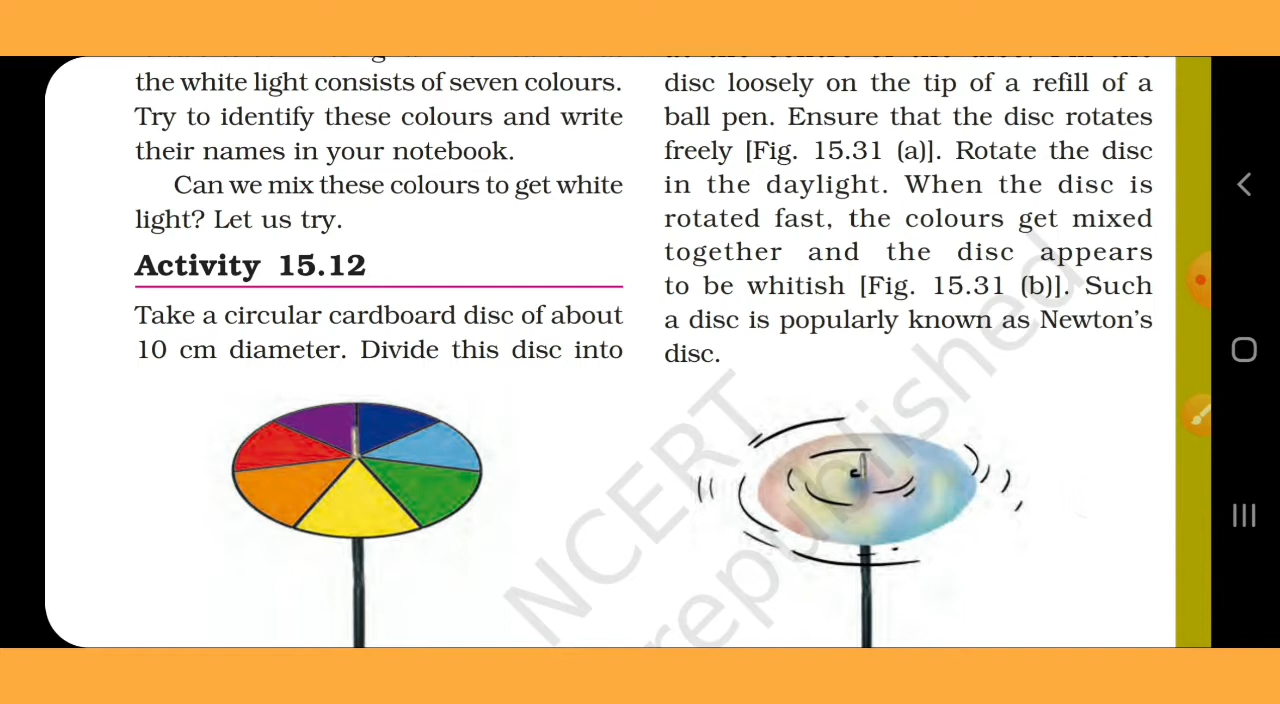 the white light consists of seven colours.
Try to identify these colours and write
their names in your notebook.
Can we mix these colours to get white
light? Let us try.
Activity 15.12
Take a circular cardboard disc of about
10 cm diameter. Divide this disc into
disc loosely on the tip of a refill of a
ball pen. Ensure that the disc rotates
freely [Fig. 15.31 (a)]. Rotate the disc
in the daylight. When the disc is
rotated fast, the colours get mixed
together and the disc appears
to be whitish [Fig. 15.31 (b)]. Such
a disc is popularly known as Newton's
disc.
NCERT
republished